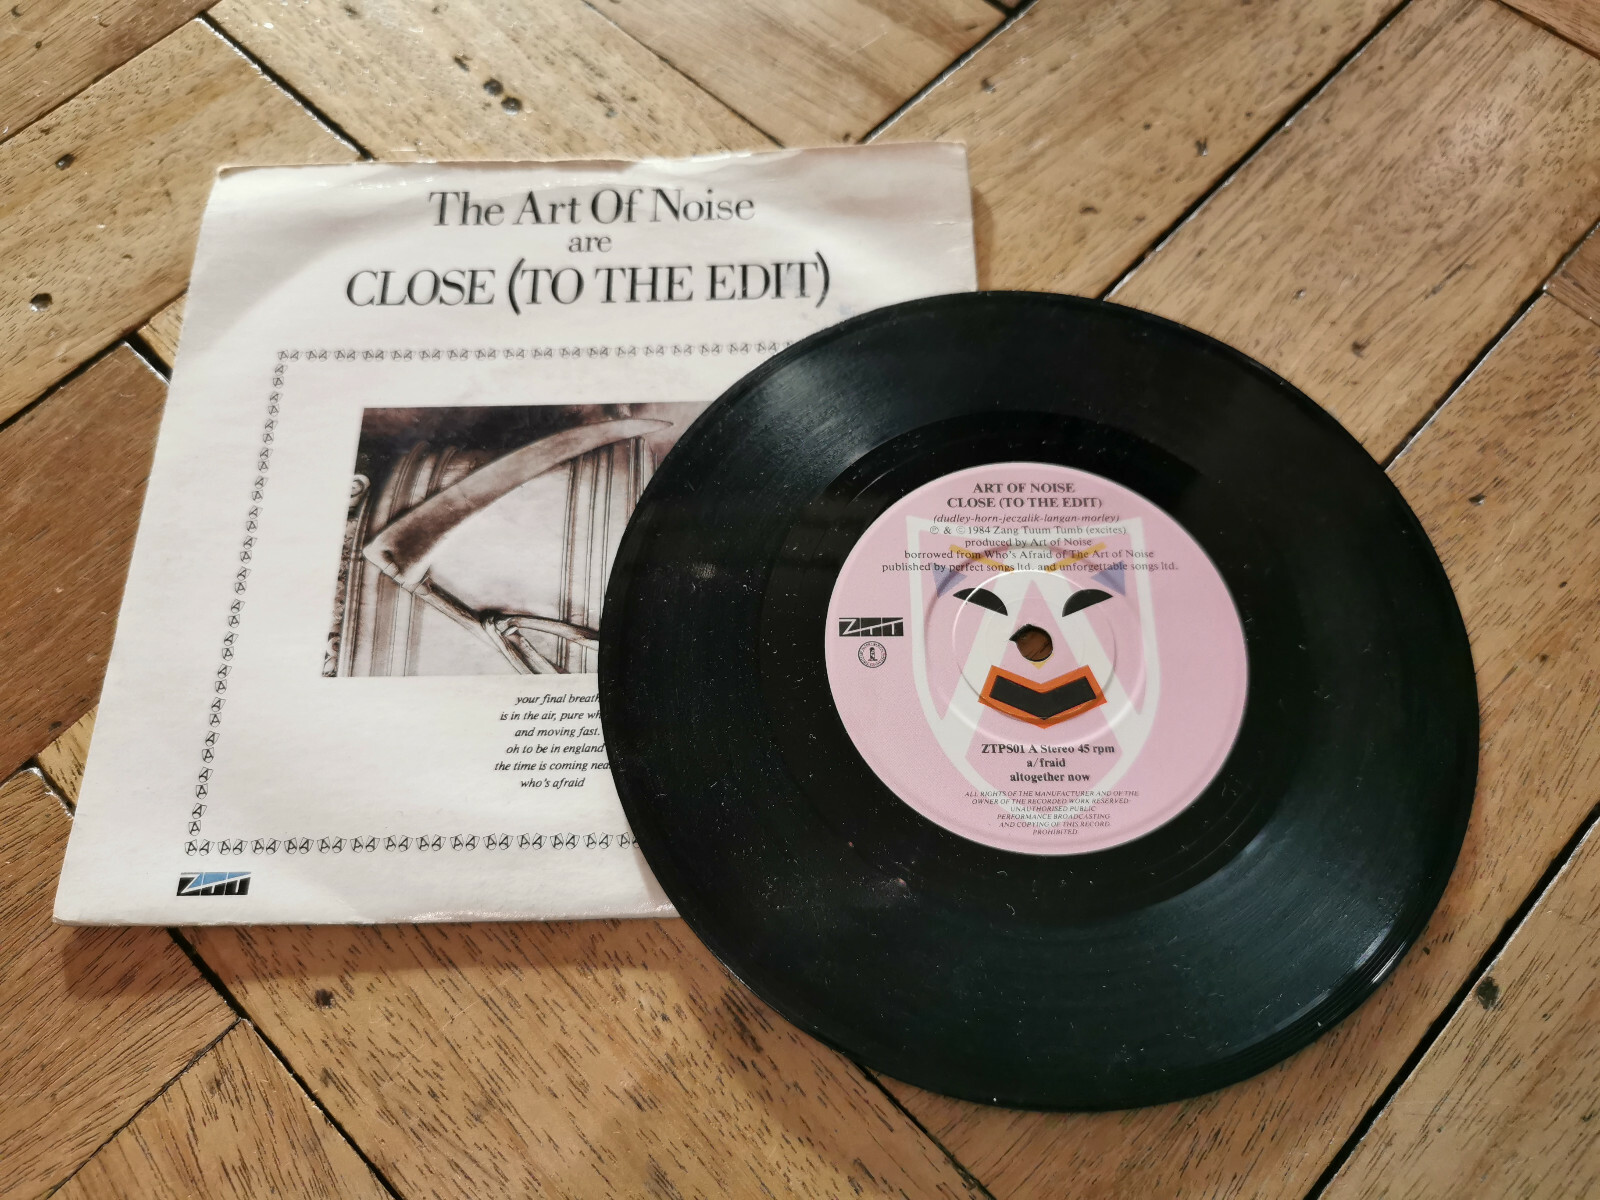 The Art Of Noise
are
CLOSE (TO THE EDIT)
your final breath
is in the air, pure
and moving fast.
oh to be in england
the time is coming
who's afraid
ZTT
ART OF NOISE
CLOSE (TO THE EDIT)
(dudley-horn-jeczalik-langan-morley)
℗ & © 1984 Zang Tuum Tumb (excites)
produced by Art of Noise
borrowed from Who's Afraid of The Art of Noise
published by perfect songs ltd. and unforgettable songs ltd.
ZTT
ZTPS01 A Stereo 45 rpm
a/fraid
altogether now
ALL RIGHTS OF THE MANUFACTURER AND OF THE
OWNER OF THE RECORDED WORK RESERVED.
UNAUTHORISED PUBLIC
PERFORMANCE BROADCASTING
AND COPYING OF THIS RECORD
PROHIBITED